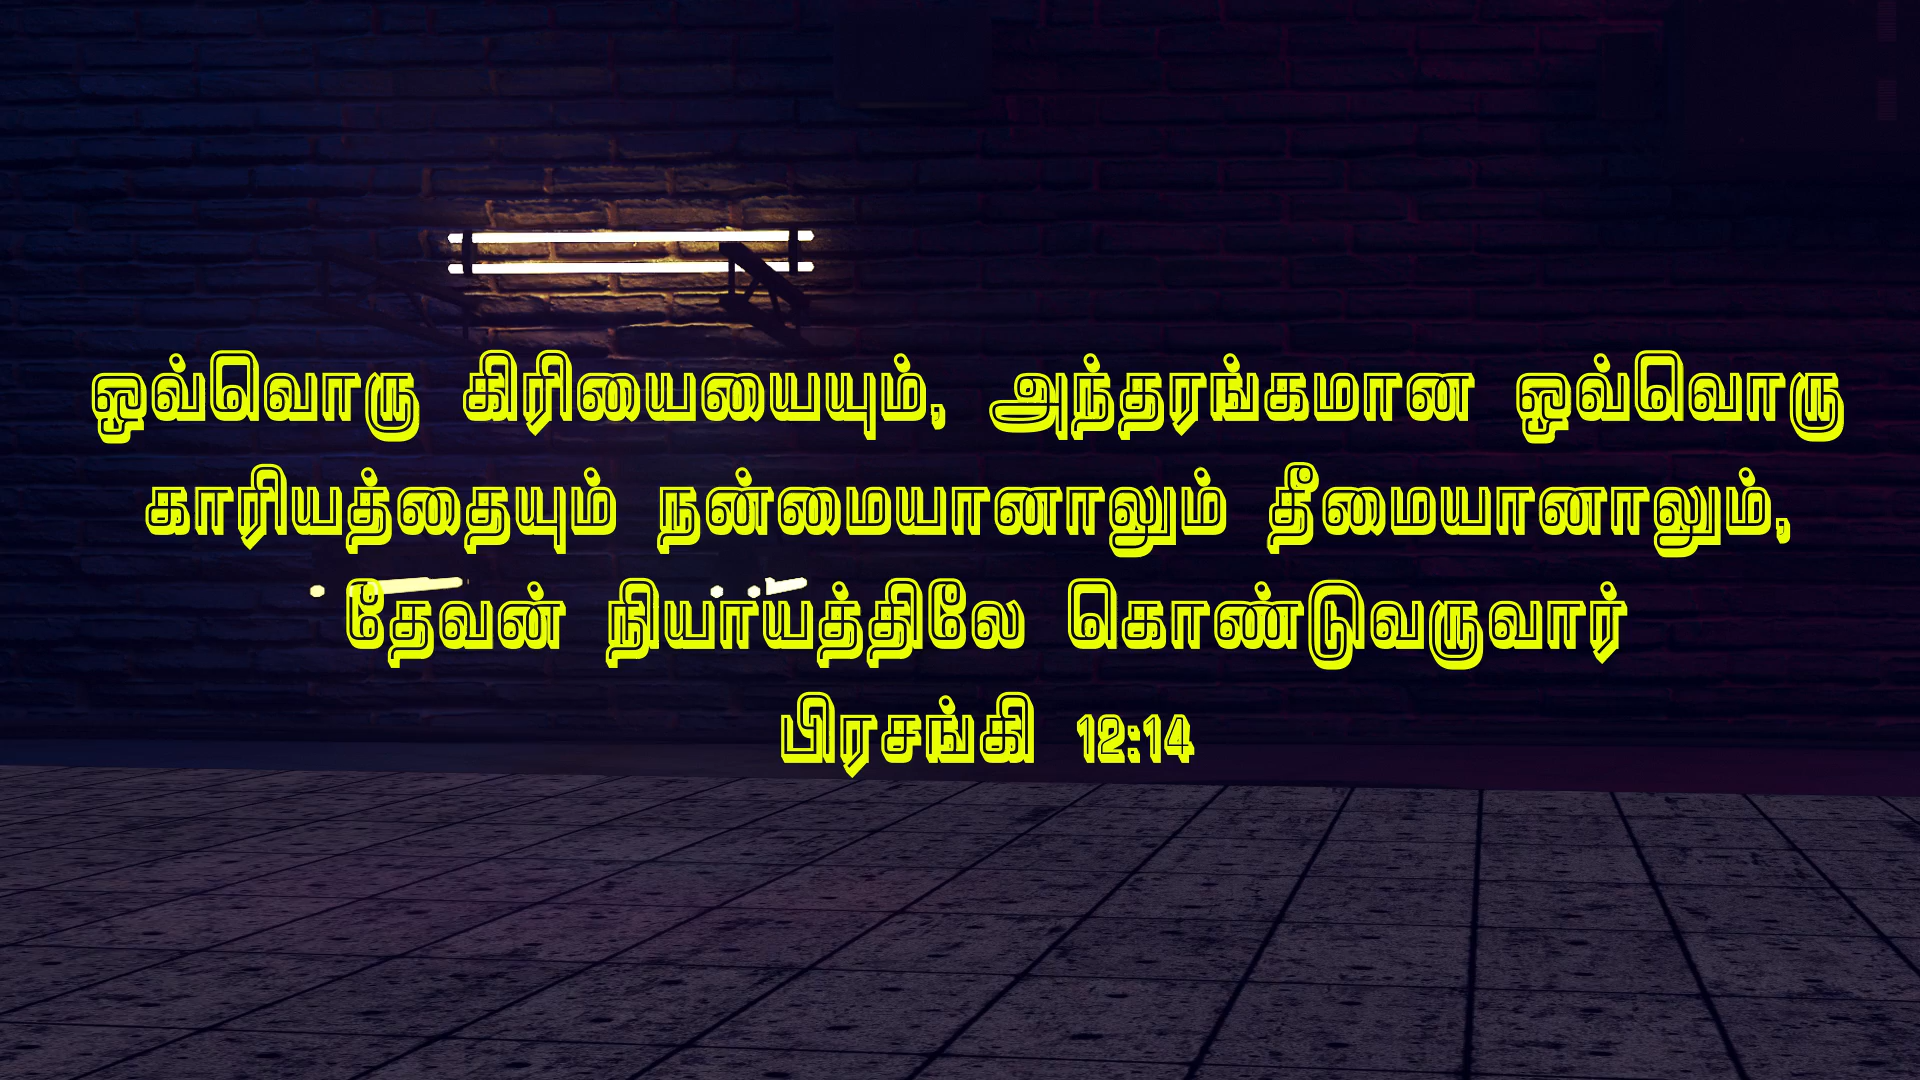 ஒவ்வொரு கிரியையையும், அந்தரங்கமான ஒவ்வொரு
காரியத்தையும் நன்மையானாலும் தீமையானாலும்,
தேவன் நியாயத்திலே கொண்டுவருவார்
பிரசங்கி 12:14